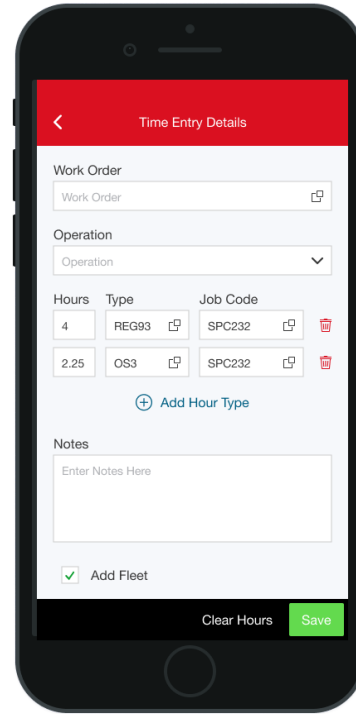 Time Entry Details
Work Order
Work Order
Operation
Operation
Hours Type Job Code
4 REG93 SPC232
2.25 OS3 SPC232
Add Hour Type
Notes
Enter Notes Here
Add Fleet
Clear Hours Save